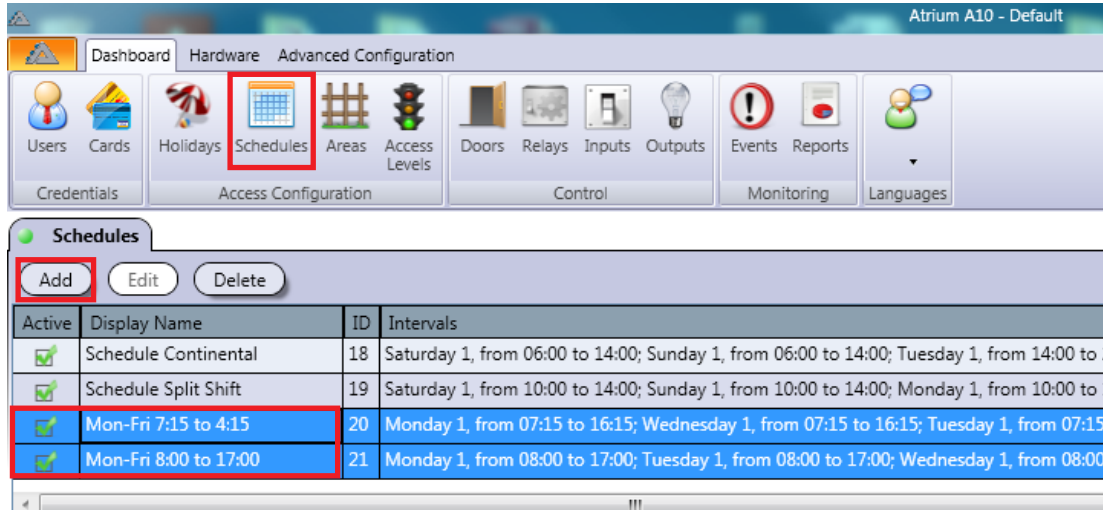 Atrium A10 - Default
Dashboard Hardware Advanced Configuration
Users Cards Holidays Schedules Areas Access Levels Doors Relays Inputs Outputs Events Reports
Credentials Access Configuration Control Monitoring Languages
Schedules
Add Edit Delete
Active Display Name ID Intervals
Schedule Continental 18 Saturday 1, from 06:00 to 14:00; Sunday 1, from 06:00 to 14:00; Tuesday 1, from 14:00 to
Schedule Split Shift 19 Saturday 1, from 10:00 to 14:00; Sunday 1, from 10:00 to 14:00; Monday 1, from 10:00 to
Mon-Fri 7:15 to 4:15 20 Monday 1, from 07:15 to 16:15; Wednesday 1, from 07:15 to 16:15; Tuesday 1, from 07:15
Mon-Fri 8:00 to 17:00 21 Monday 1, from 08:00 to 17:00; Tuesday 1, from 08:00 to 17:00; Wednesday 1, from 08:00